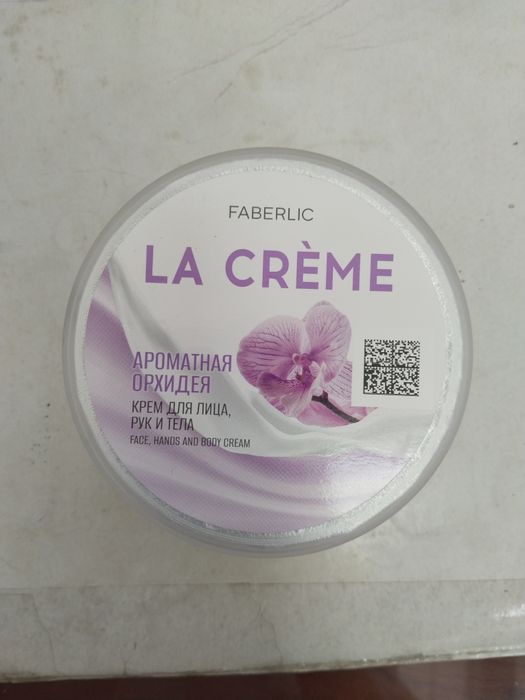 FABERLIC
LA CRÈME
АРОМАТНАЯ
ОРХИДЕЯ
КРЕМ ДЛЯ ЛИЦА,
РУК И ТЕЛА
FACE, HANDS AND BODY CREAM